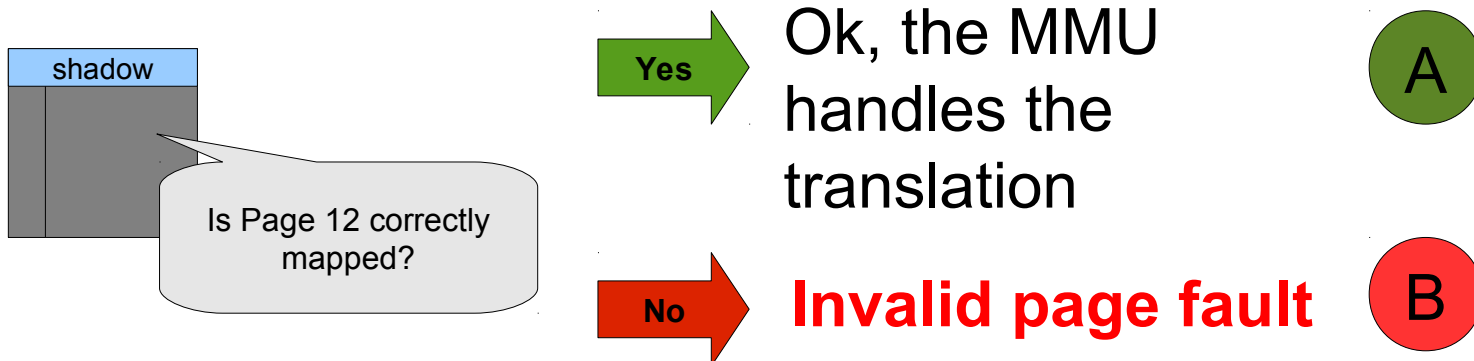 shadow
Is Page 12 correctly
mapped?
Yes
Ok, the MMU
handles the
translation
A
No
Invalid page fault
B